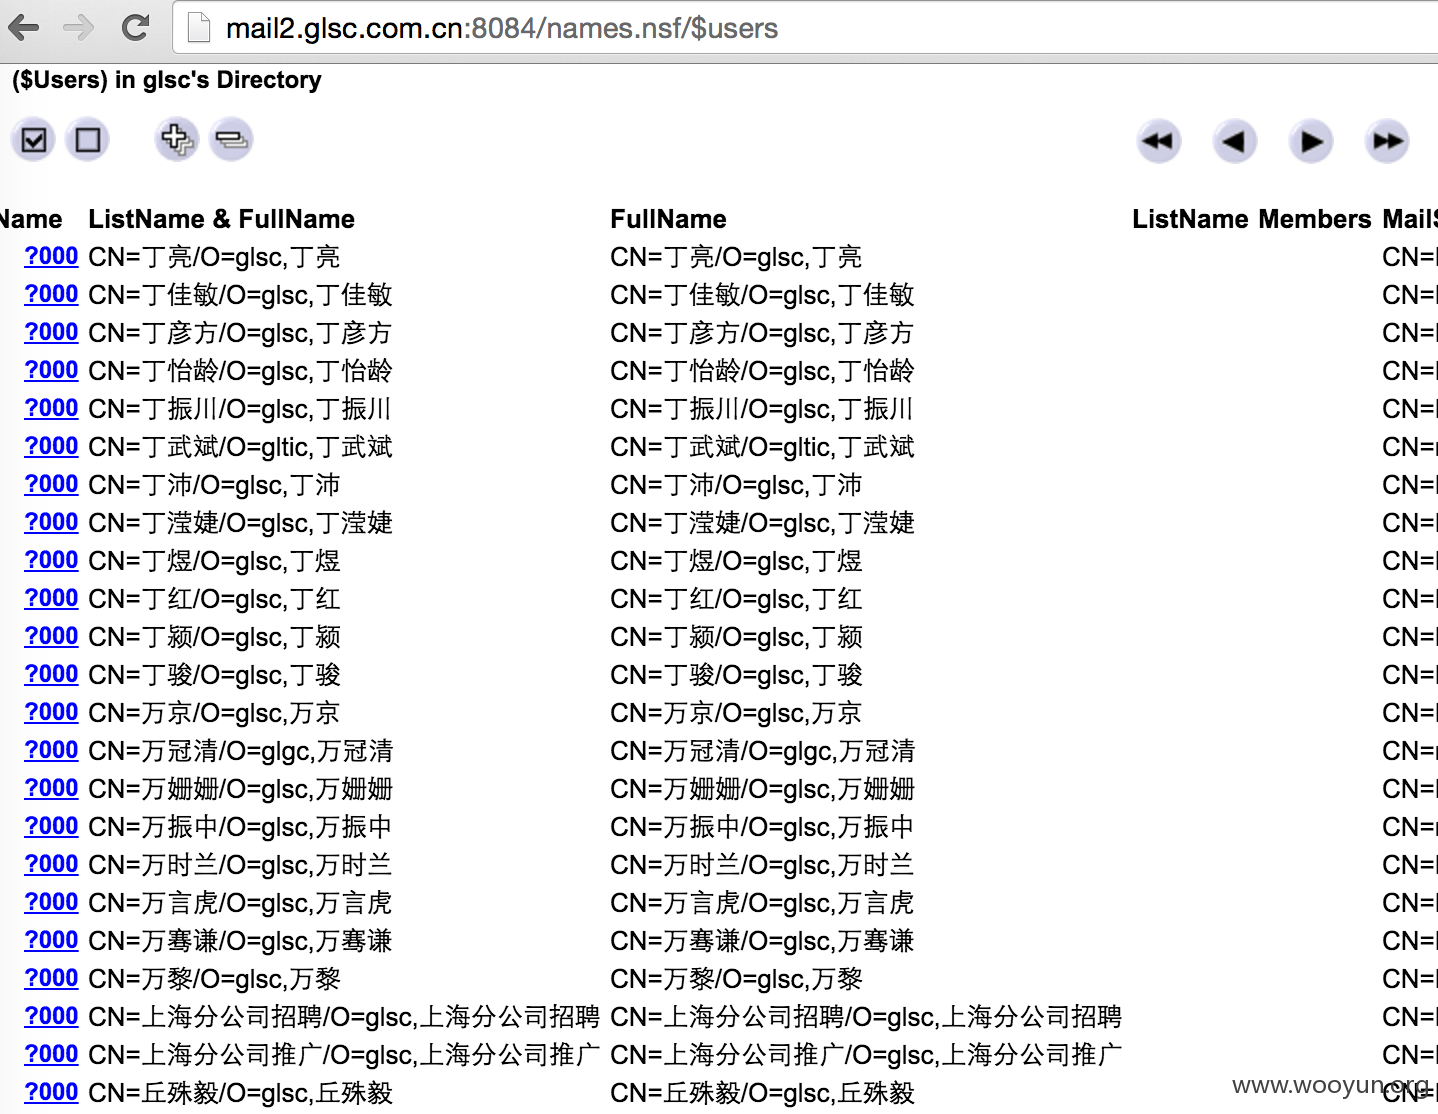 mail2.glsc.com.cn:8084/names.nsf/$users
($Users) in glsc's Directory
Name ListName & FullName FullName ListName Members Mail
?000 CN=丁亮/O=glsc,丁亮 CN=丁亮/O=glsc,丁亮 CN=
?000 CN=丁佳敏/O=glsc,丁佳敏 CN=丁佳敏/O=glsc,丁佳敏 CN=
?000 CN=丁彦方/O=glsc,丁彦方 CN=丁彦方/O=glsc,丁彦方 CN=
?000 CN=丁怡龄/O=glsc,丁怡龄 CN=丁怡龄/O=glsc,丁怡龄 CN=
?000 CN=丁振川/O=glsc,丁振川 CN=丁振川/O=glsc,丁振川 CN=
?000 CN=丁武斌/O=gltic,丁武斌 CN=丁武斌/O=gltic,丁武斌 CN=
?000 CN=丁沛/O=glsc,丁沛 CN=丁沛/O=glsc,丁沛 CN=
?000 CN=丁滢婕/O=glsc,丁滢婕 CN=丁滢婕/O=glsc,丁滢婕 CN=
?000 CN=丁煜/O=glsc,丁煜 CN=丁煜/O=glsc,丁煜 CN=
?000 CN=丁红/O=glsc,丁红 CN=丁红/O=glsc,丁红 CN=
?000 CN=丁颍/O=glsc,丁颍 CN=丁颍/O=glsc,丁颍 CN=
?000 CN=丁骏/O=glsc,丁骏 CN=丁骏/O=glsc,丁骏 CN=
?000 CN=万京/O=glsc,万京 CN=万京/O=glsc,万京 CN=
?000 CN=万冠清/O=glgc,万冠清 CN=万冠清/O=glgc,万冠清 CN=
?000 CN=万姗姗/O=glsc,万姗姗 CN=万姗姗/O=glsc,万姗姗 CN=
?000 CN=万振中/O=glsc,万振中 CN=万振中/O=glsc,万振中 CN=
?000 CN=万时兰/O=glsc,万时兰 CN=万时兰/O=glsc,万时兰 CN=
?000 CN=万言虎/O=glsc,万言虎 CN=万言虎/O=glsc,万言虎 CN=
?000 CN=万骞谦/O=glsc,万骞谦 CN=万骞谦/O=glsc,万骞谦 CN=
?000 CN=万黎/O=glsc,万黎 CN=万黎/O=glsc,万黎 CN=
?000 CN=上海分公司招聘/O=glsc,上海分公司招聘 CN=上海分公司招聘/O=glsc,上海分公司招聘 CN=
?000 CN=上海分公司推广/O=glsc,上海分公司推广 CN=上海分公司推广/O=glsc,上海分公司推广 CN=
?000 CN=丘殊毅/O=glsc,丘殊毅 CN=丘殊毅/O=glsc,丘殊毅 CN=
www.wooyun.org